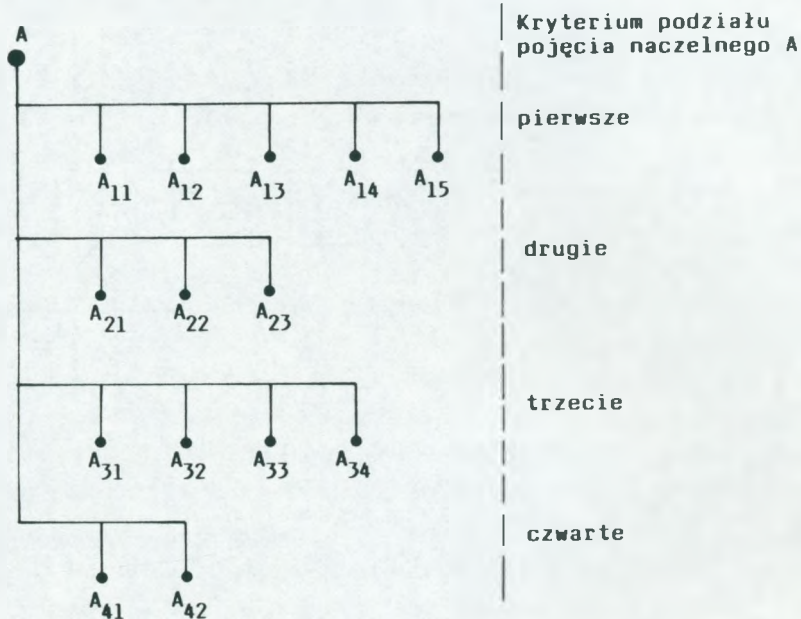 A
Kryterium podziału
pojęcia naczelnego A
pierwsze
A11 A12 A13 A14 A15
drugie
A21 A22 A23
trzecie
A31 A32 A33 A34
czwarte
A41 A42